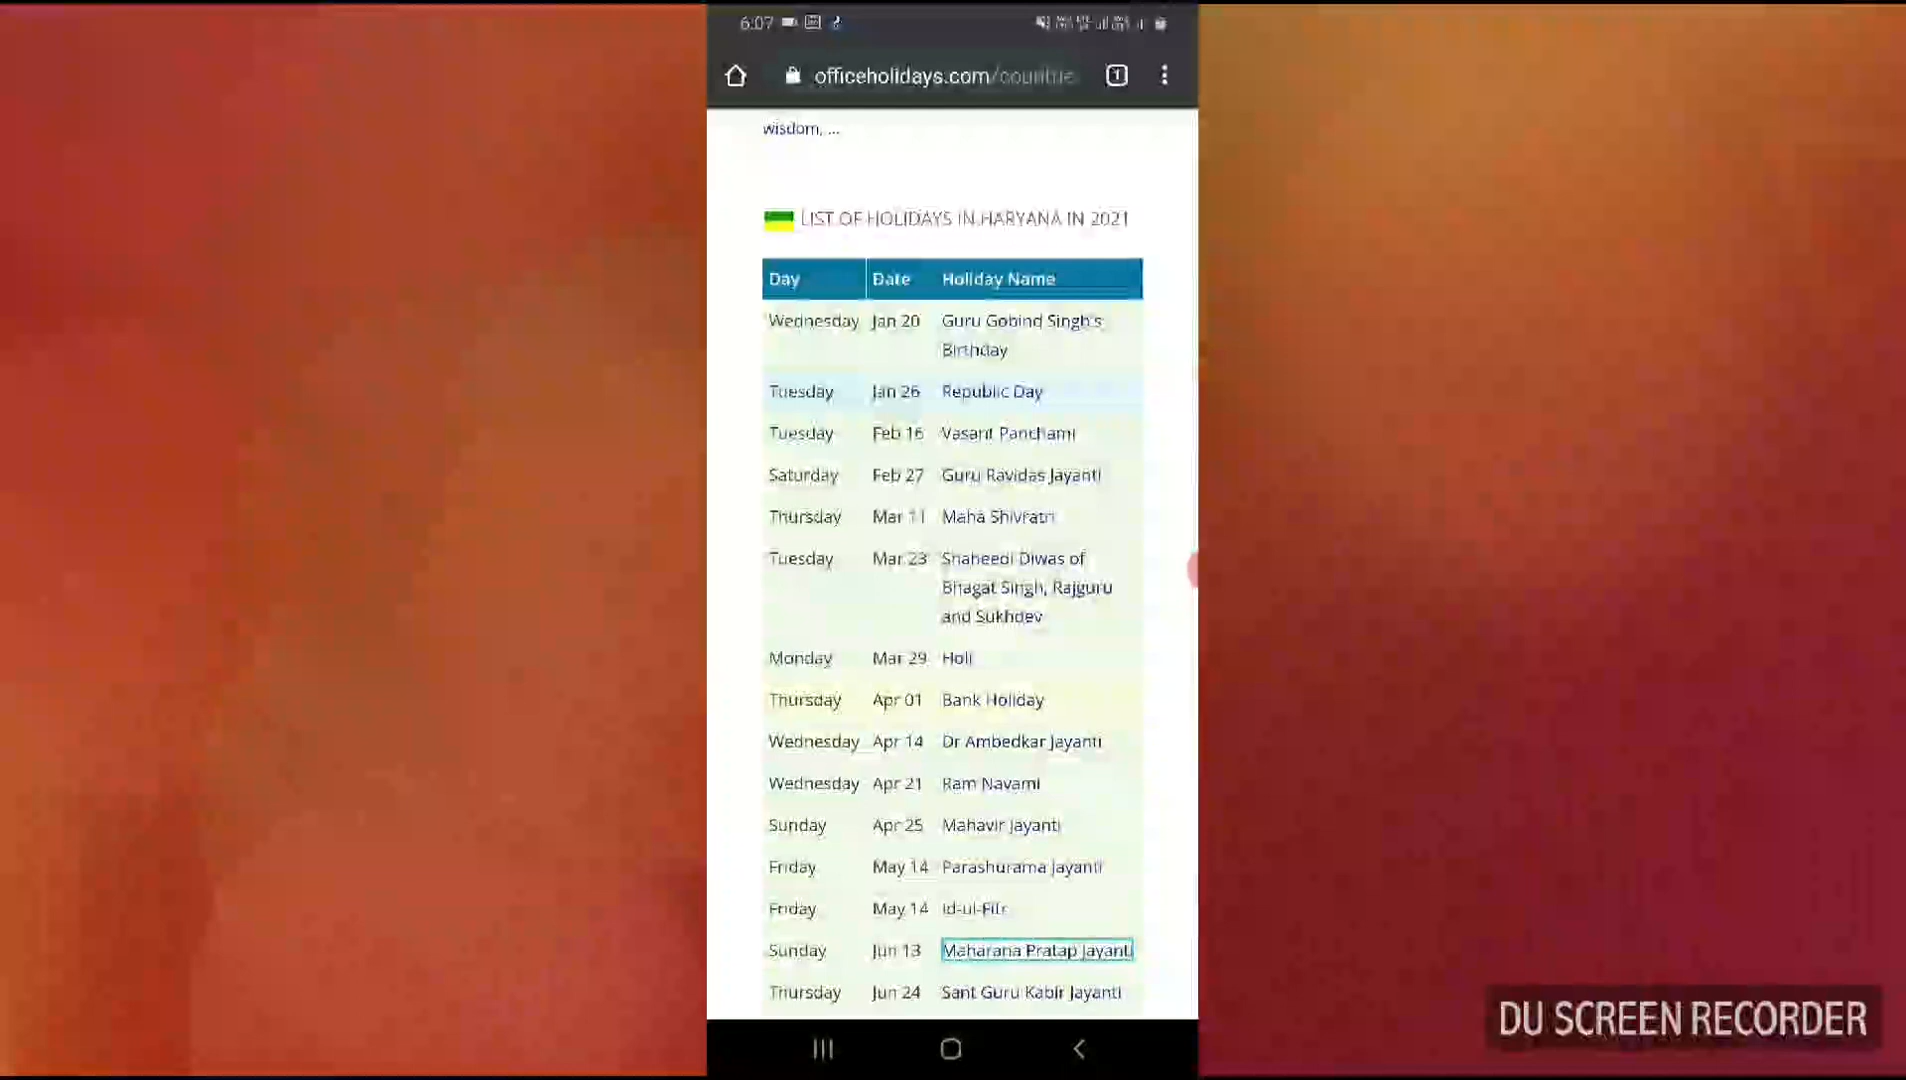 6:07
officeholidays.com/countrie
1
wisdom, ...
LIST OF HOLIDAYS IN HARYANA IN 2021
Day Date Holiday Name
Wednesday Jan 20 Guru Gobind Singh's
Birthday
Tuesday Jan 26 Republic Day
Tuesday Feb 16 Vasant Panchami
Saturday Feb 27 Guru Ravidas Jayanti
Thursday Mar 11 Maha Shivratri
Tuesday Mar 23 Shaheedi Diwas of
Bhagat Singh, Rajguru
and Sukhdev
Monday Mar 29 Holi
Thursday Apr 01 Bank Holiday
Wednesday Apr 14 Dr Ambedkar Jayanti
Wednesday Apr 21 Ram Navami
Sunday Apr 25 Mahavir Jayanti
Friday May 14 Parashurama Jayanti
Friday May 14 Id-ul-Fitr
Sunday Jun 13 Maharana Pratap Jayanti
Thursday Jun 24 Sant Guru Kabir Jayanti
DU SCREEN RECORDER